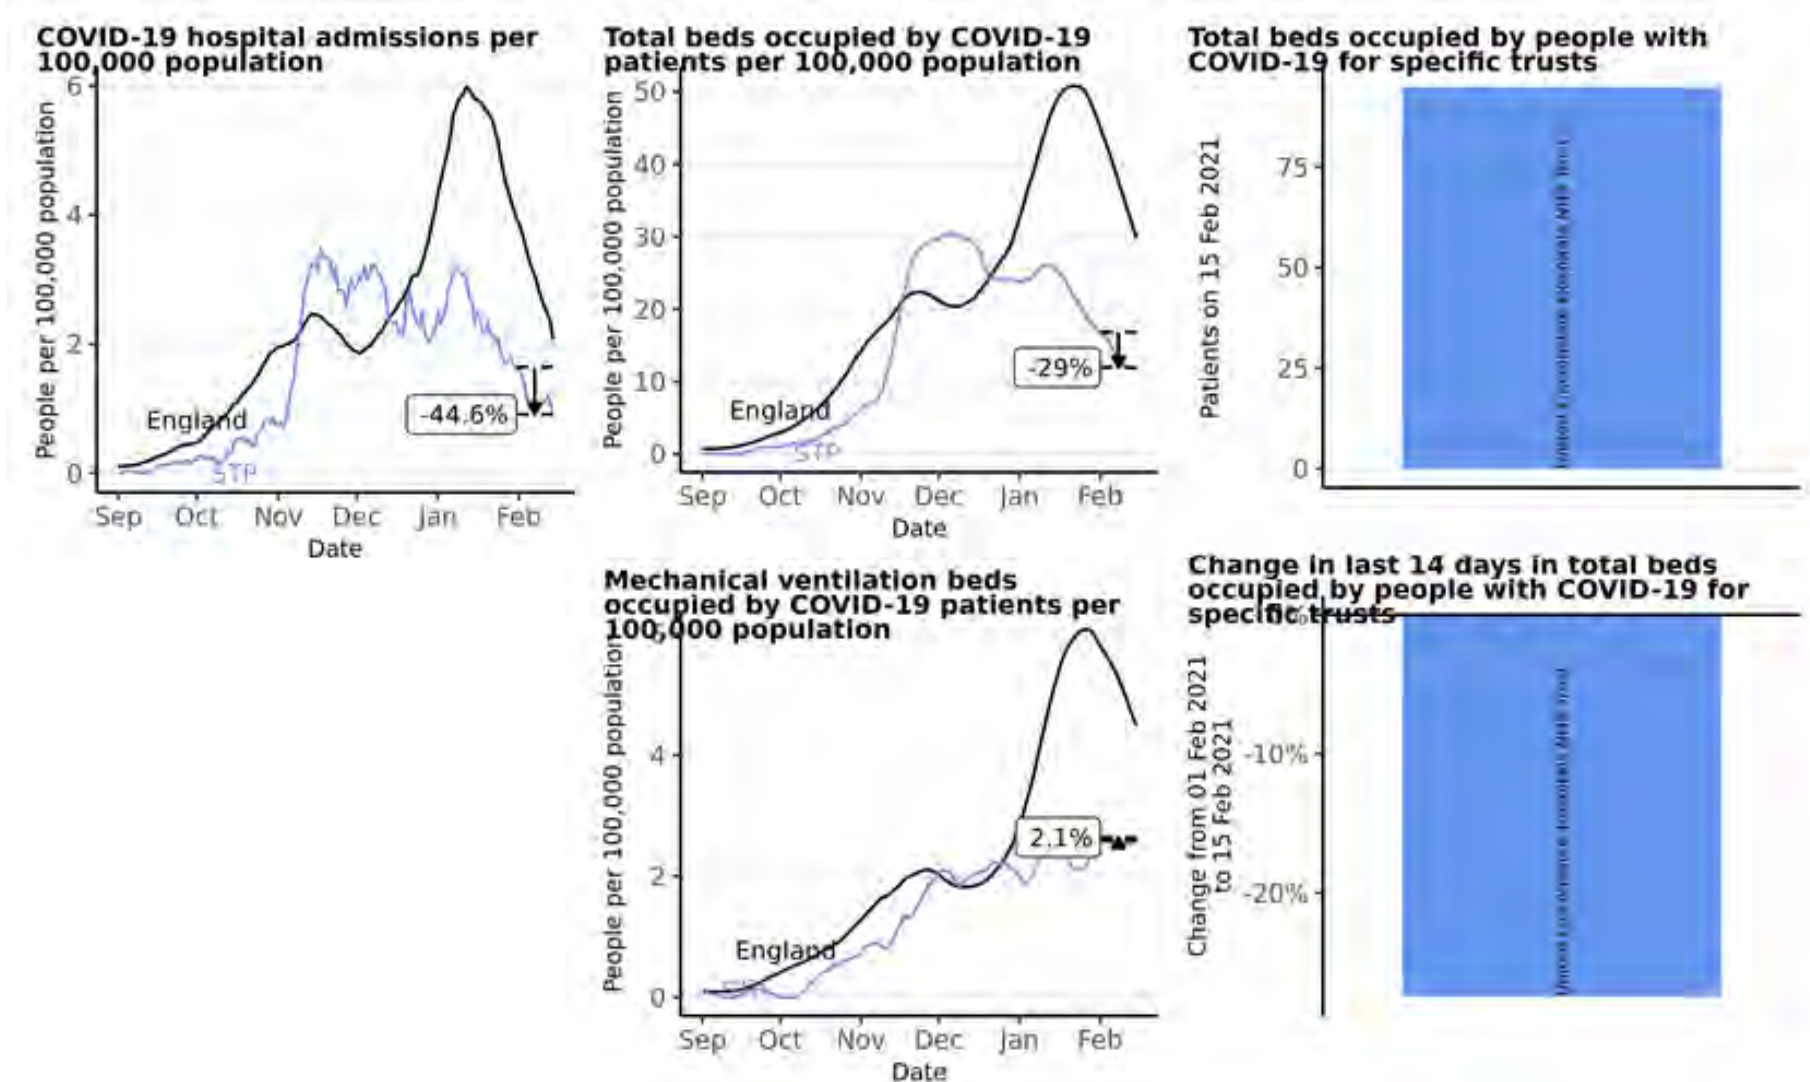 COVID-19 hospital admissions per
100,000 population
People per 100,000 population
6
4
2
0
England
STP
-44.6%
Sep Oct Nov Dec Jan Feb
Date
Total beds occupied by COVID-19
patients per 100,000 population
People per 100,000 population
50
40
30
20
10
0
England
STP
-29%
Sep Oct Nov Dec Jan Feb
Date
Total beds occupied by people with
COVID-19 for specific trusts
Patients on 15 Feb 2021
75
50
25
0
Mechanical ventilation beds
occupied by COVID-19 patients per
100,000 population
People per 100,000 population
4
2
0
England
2.1%
Sep Oct Nov Dec Jan Feb
Date
Change in last 14 days in total beds
occupied by people with COVID-19 for
specific trusts
Change from 01 Feb 2021
to 15 Feb 2021
-10%
-20%